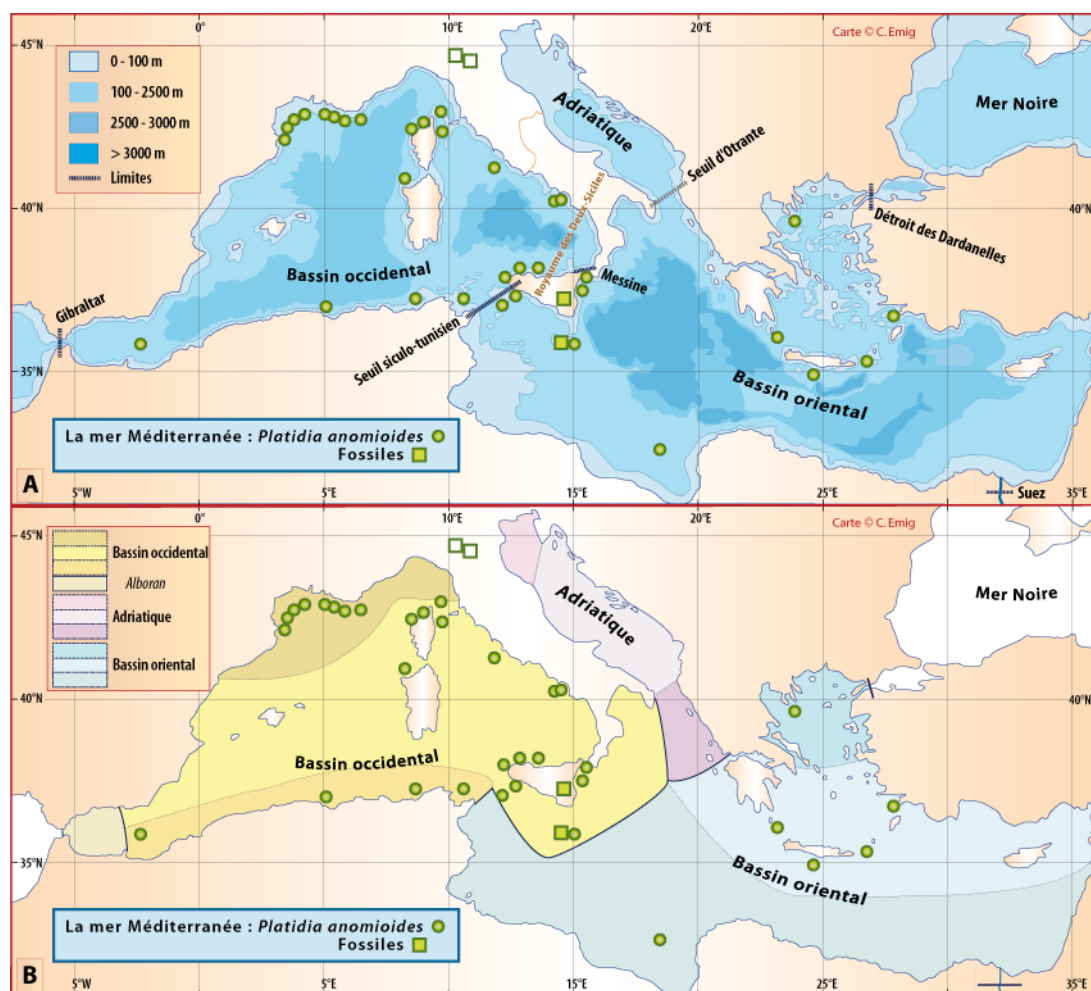 10°E
15°E
20°E
45°N
Carte © C. Emig
0 - 100 m
100 - 2500 m
2500 - 3000 m
> 3000 m
Limites
Adriatique
Mer Noire
Seuil d'Otrante
40°N
40°N
Détroit des Dardanelles
Royaume des Deux-Siciles
Bassin occidental
Messine
Gibraltar
Seuil siculo-tunisien
35°N
Bassin oriental
La mer Méditerranée : Platidia anomioides
Fossiles
A
Suez
5°W
0°
5°E
10°E
15°E
20°E
25°E
35°E
45°N
Carte © C. Emig
Bassin occidental
Alboran
Adriatique
Bassin oriental
Adriatique
Mer Noire
40°N
40°N
Bassin occidental
35°N
Bassin oriental
La mer Méditerranée : Platidia anomioides
Fossiles
B
5°W
0°
5°E
10°E
15°E
20°E
25°E
35°E